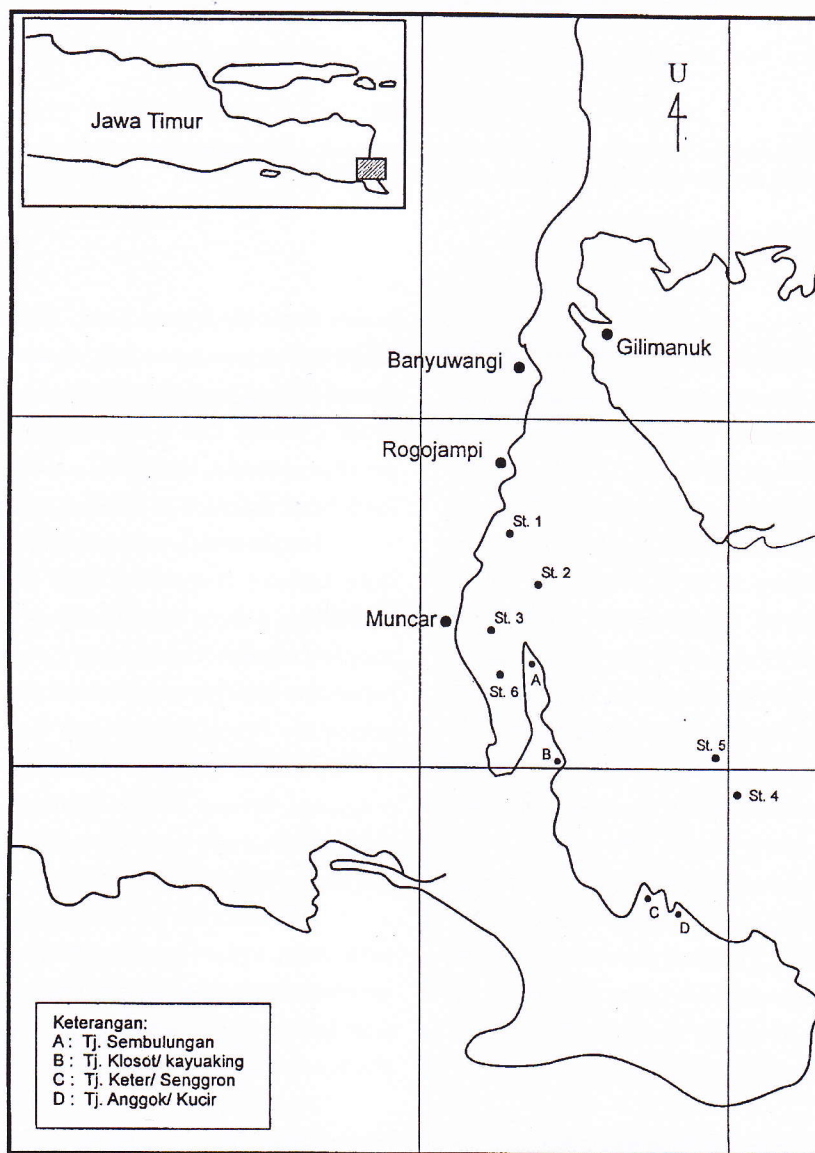 Jawa Timur
U
Gilimanuk
Banyuwangi
Rogojampi
St. 1
St. 2
Muncar
St. 3
A
St. 6
B
St. 5
St. 4
C
D
Keterangan:
A : Tj. Sembulungan
B : Tj. Klosot/ kayuaking
C : Tj. Keter/ Senggron
D : Tj. Anggok/ Kucir